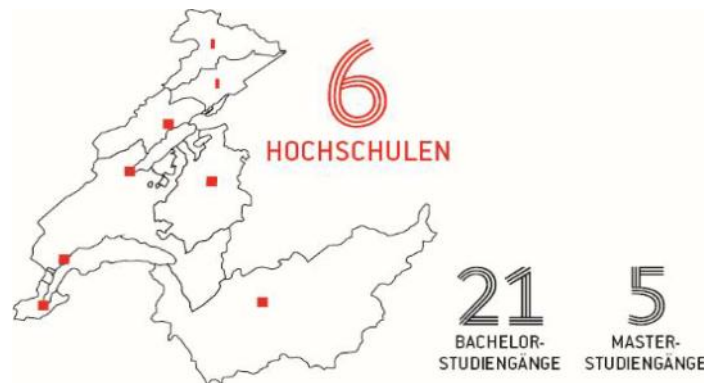 6
HOCHSCHULEN
21
BACHELOR-
STUDIENGÄNGE
5
MASTER-
STUDIENGÄNGE